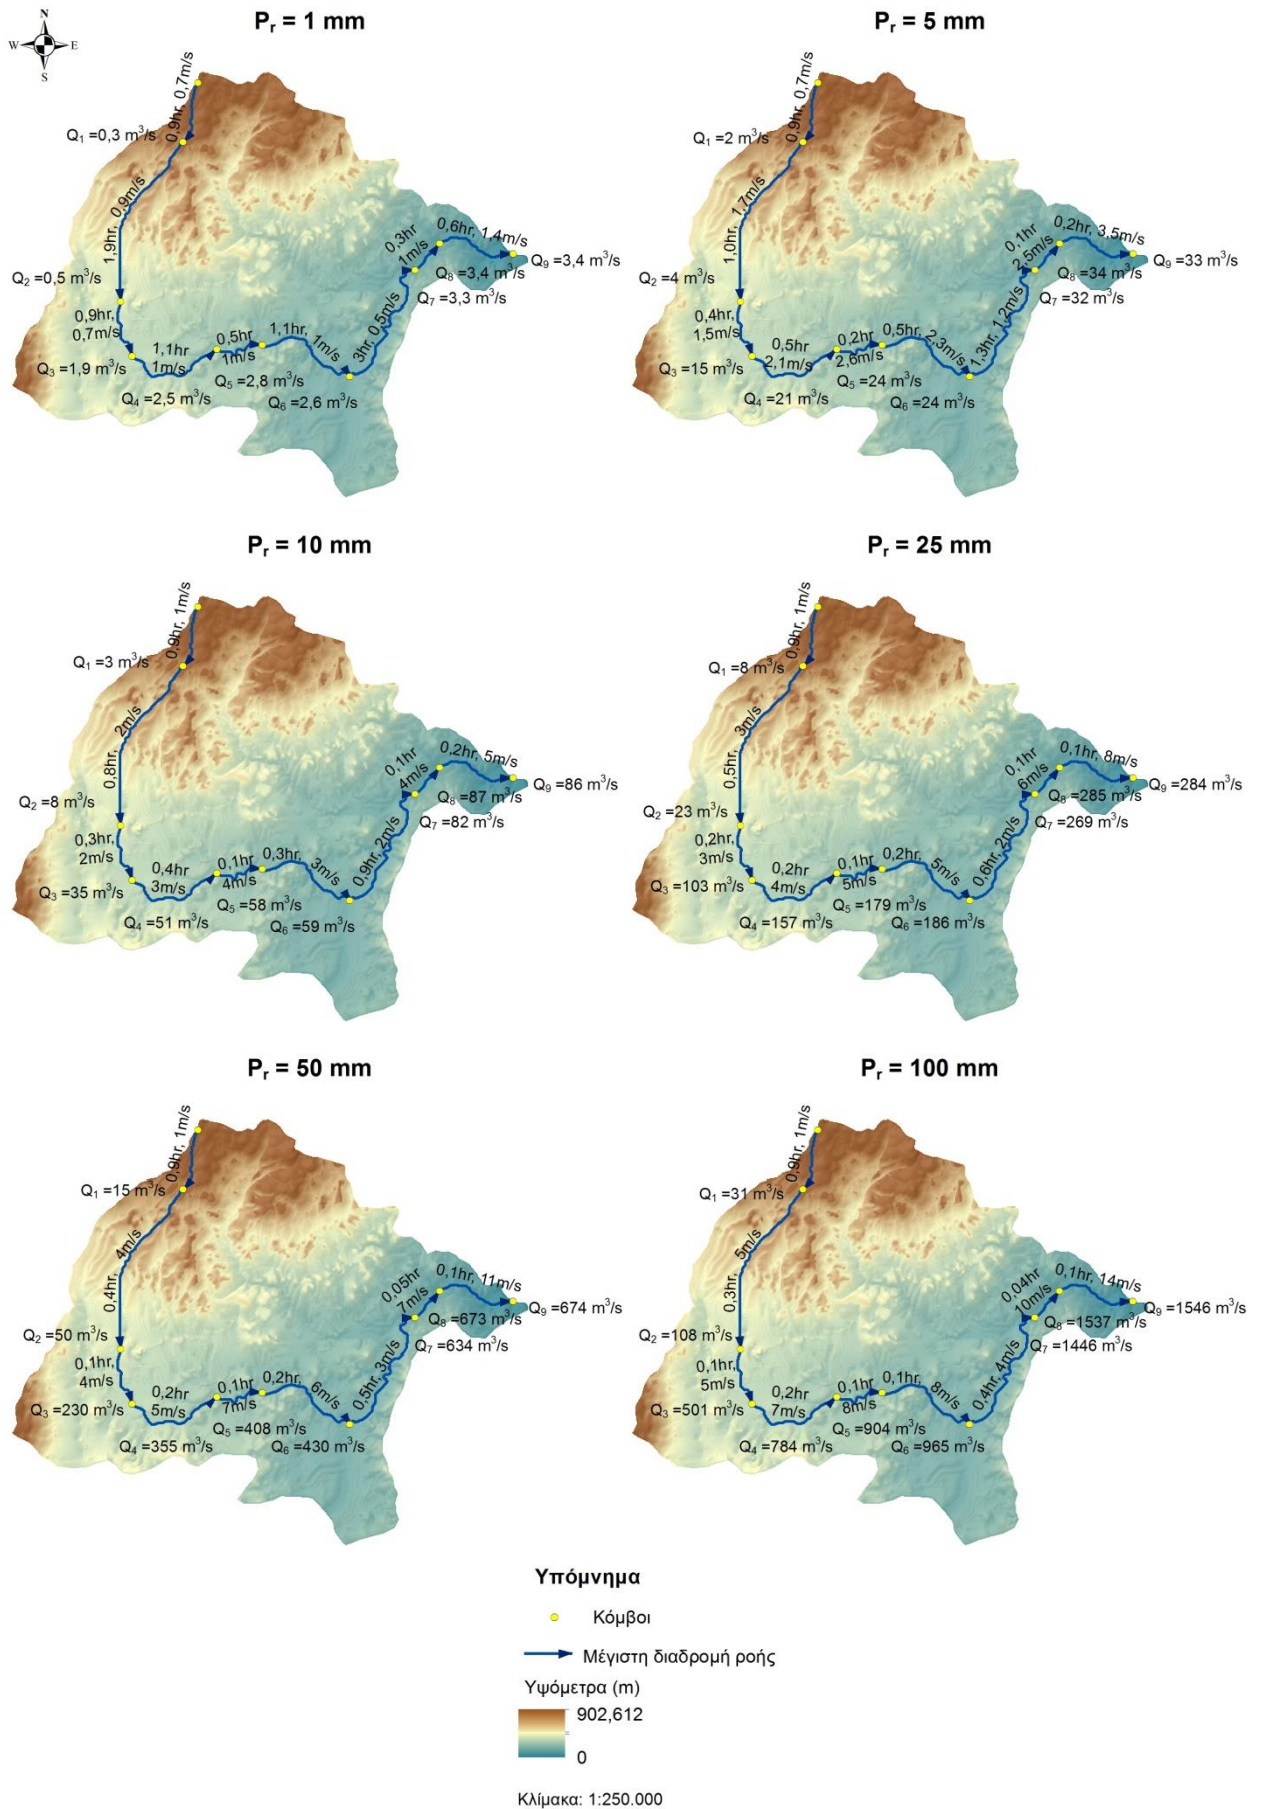 N
W E
S
Pr = 1 mm
0,9hr, 0,7m/s
Q1 =0,3 m³/s
1,9hr, 0,9m/s
Q2 =0,5 m³/s
0,9hr,
0,7m/s
Q3 =1,9 m³/s
1,1hr
1m/s
Q4 =2,5 m³/s
0,5hr
1m/s
Q5 =2,8 m³/s
1,1hr, 1m/s
Q6 =2,6 m³/s
3hr, 0,5m/s
Q7 =3,3 m³/s
0,3hr
1m/s
Q8 =3,4 m³/s
0,6hr, 1,4m/s
Q9 =3,4 m³/s
Pr = 5 mm
0,9hr, 0,7m/s
Q1 =2 m³/s
1,0hr, 1,7m/s
Q2 =4 m³/s
0,4hr,
1,5m/s
Q3 =15 m³/s
0,5hr
2,1m/s
Q4 =21 m³/s
0,2hr
2,6m/s
Q5 =24 m³/s
0,5hr, 2,3m/s
Q6 =24 m³/s
1,3hr, 1,2m/s
Q7 =32 m³/s
0,1hr
2,5m/s
Q8 =34 m³/s
0,2hr, 3,5m/s
Q9 =33 m³/s
Pr = 10 mm
0,9hr, 1m/s
Q1 =3 m³/s
0,8hr, 2m/s
Q2 =8 m³/s
0,3hr,
2m/s
Q3 =35 m³/s
0,4hr
3m/s
Q4 =51 m³/s
0,1hr
4m/s
Q5 =58 m³/s
0,3hr, 3m/s
Q6 =59 m³/s
0,9hr, 2m/s
Q7 =82 m³/s
0,1hr
4m/s
Q8 =87 m³/s
0,2hr, 5m/s
Q9 =86 m³/s
Pr = 25 mm
0,9hr, 1m/s
Q1 =8 m³/s
0,5hr, 3m/s
Q2 =23 m³/s
0,2hr,
3m/s
Q3 =103 m³/s
0,2hr
4m/s
Q4 =157 m³/s
0,1hr
5m/s
Q5 =179 m³/s
0,2hr, 5m/s
Q6 =186 m³/s
0,6hr, 2m/s
Q7 =269 m³/s
0,1hr
6m/s
Q8 =285 m³/s
0,1hr, 8m/s
Q9 =284 m³/s
Pr = 50 mm
0,9hr, 1m/s
Q1 =15 m³/s
0,4hr, 4m/s
Q2 =50 m³/s
0,1hr,
4m/s
Q3 =230 m³/s
0,2hr
5m/s
Q4 =355 m³/s
0,1hr
7m/s
Q5 =408 m³/s
0,2hr, 6m/s
Q6 =430 m³/s
0,5hr, 3m/s
Q7 =634 m³/s
0,05hr
7m/s
Q8 =673 m³/s
0,1hr, 11m/s
Q9 =674 m³/s
Pr = 100 mm
0,9hr, 1m/s
Q1 =31 m³/s
0,3hr, 5m/s
Q2 =108 m³/s
0,1hr,
5m/s
Q3 =501 m³/s
0,2hr
7m/s
Q4 =784 m³/s
0,1hr
8m/s
Q5 =904 m³/s
0,1hr, 8m/s
Q6 =965 m³/s
0,4hr, 4m/s
Q7 =1446 m³/s
0,04hr
10m/s
Q8 =1537 m³/s
0,1hr, 14m/s
Q9 =1546 m³/s
Υπόμνημα
Κόμβοι
Μέγιστη διαδρομή ροής
Υψόμετρα (m)
902,612
0
Κλίμακα: 1:250.000